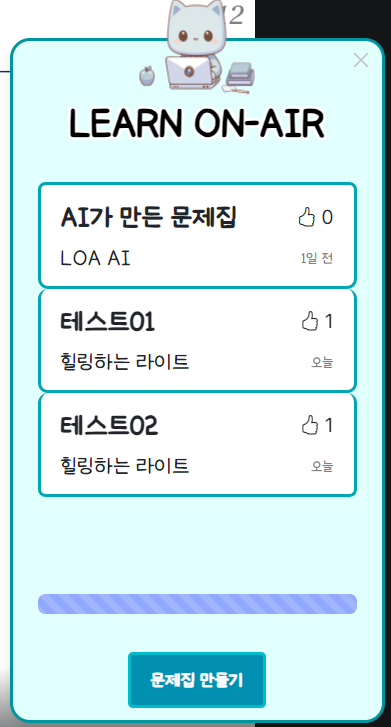 12
LEARN ON-AIR
AI가 만든 문제집
0
LOA AI
1일 전
테스트01
1
힐링하는 라이트
오늘
테스트02
1
힐링하는 라이트
오늘
문제집 만들기